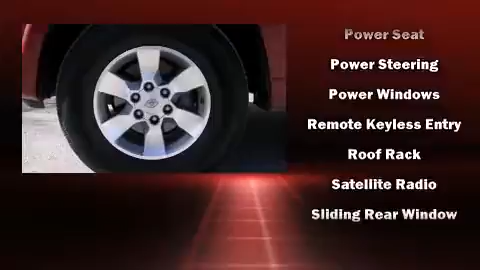 Power Seat
Power Steering
Power Windows
Remote Keyless Entry
Roof Rack
Satellite Radio
Sliding Rear Window